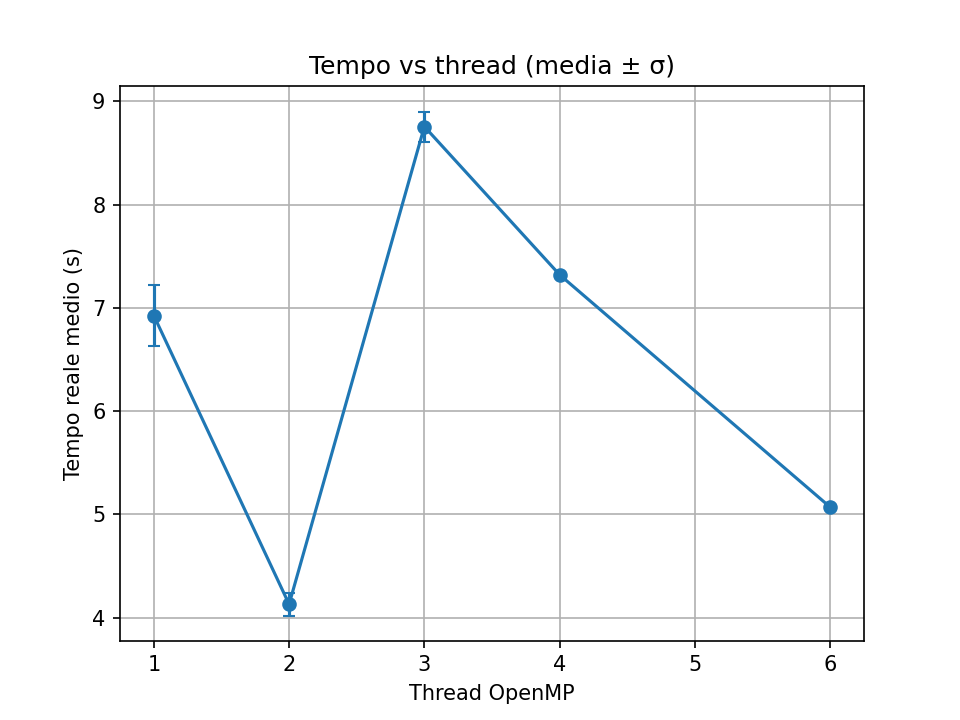 Tempo vs thread (media ± σ)
Tempo reale medio (s)
9
8
7
6
5
4
1 2 3 4 5 6
Thread OpenMP